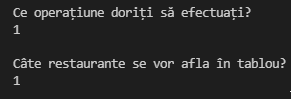 Ce operațiune doriți să efectuați?
1
Câte restaurante se vor afla în tablou?
1